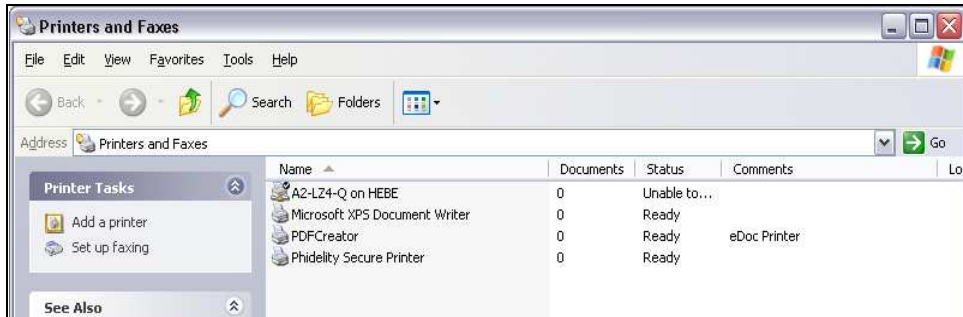 Printers and Faxes
File Edit View Favorites Tools Help
Back Search Folders
Address Printers and Faxes Go
Printer Tasks
Add a printer
Set up faxing
See Also
Name Documents Status Comments Lo
A2-LZ4-Q on HEBE 0 Unable to...
Microsoft XPS Document Writer 0 Ready
PDFCreator 0 Ready eDoc Printer
Phidelity Secure Printer 0 Ready